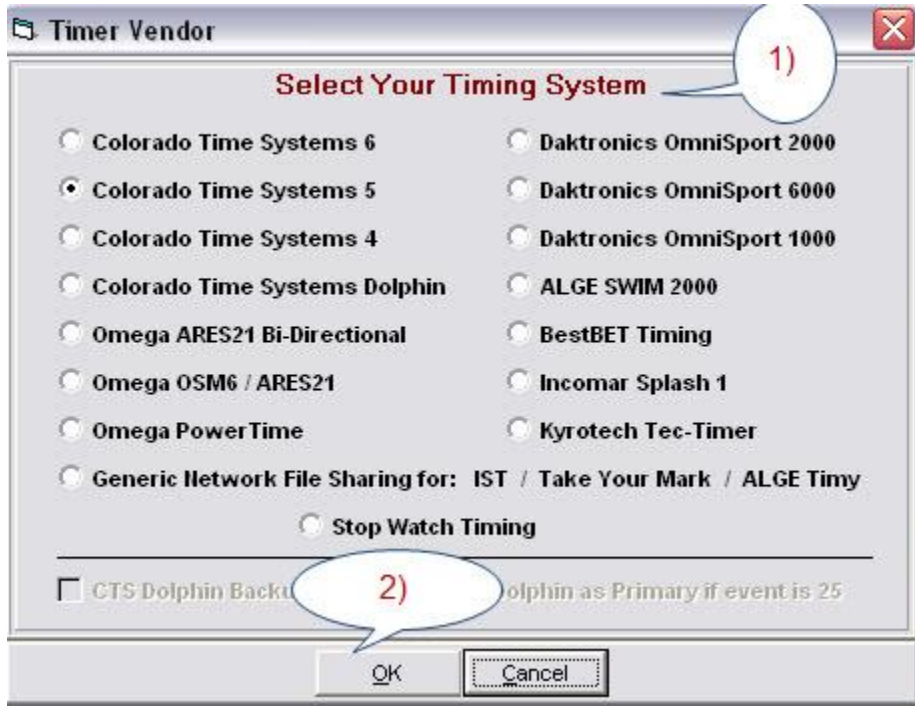 Timer Vendor
1)
Select Your Timing System
Colorado Time Systems 6
Daktronics OmniSport 2000
Colorado Time Systems 5
Daktronics OmniSport 6000
Colorado Time Systems 4
Daktronics OmniSport 1000
Colorado Time Systems Dolphin
ALGE SWIM 2000
Omega ARES21 Bi-Directional
BestBET Timing
Omega OSM6 / ARES21
Incomar Splash 1
Omega PowerTime
Kyrotech Tec-Timer
Generic Network File Sharing for: IST / Take Your Mark / ALGE Timy
Stop Watch Timing
CTS Dolphin 2) as Primary if event is 25
OK Cancel